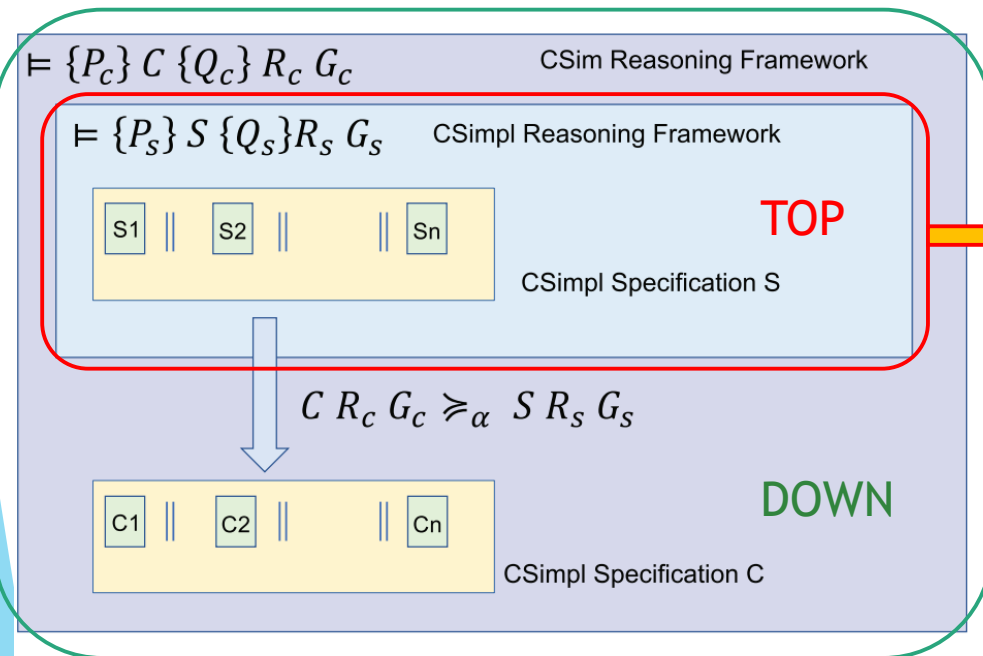 ⊨ {P_c} C {Q_c} R_c G_c CSim Reasoning Framework
⊨ {P_s} S {Q_s}R_s G_s CSimpl Reasoning Framework
S1 || S2 || || Sn TOP
CSimpl Specification S
C R_c G_c ≽_α S R_s G_s
DOWN
C1 || C2 || || Cn
CSimpl Specification C